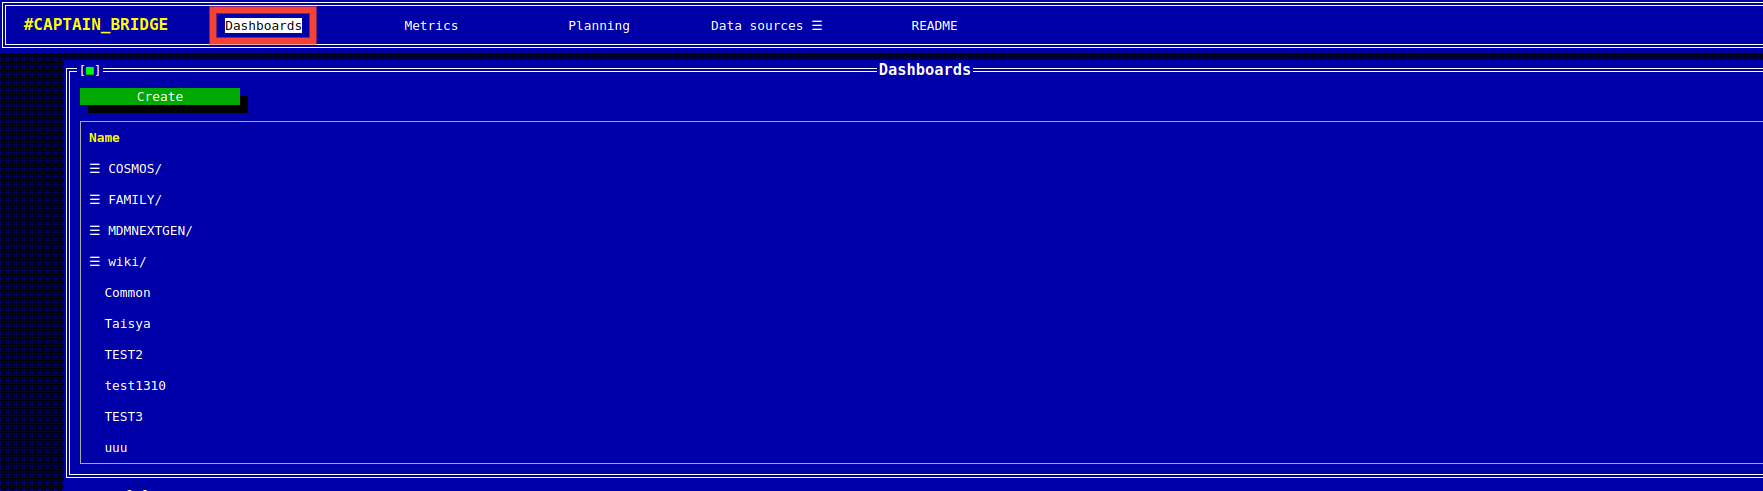 #CAPTAIN_BRIDGE Dashboards Metrics Planning Data sources ☰ README
[■] Dashboards
Create
Name
☰ COSMOS/
☰ FAMILY/
☰ MDMNEXTGEN/
☰ wiki/
Common
Taisya
TEST2
test1310
TEST3
uuu